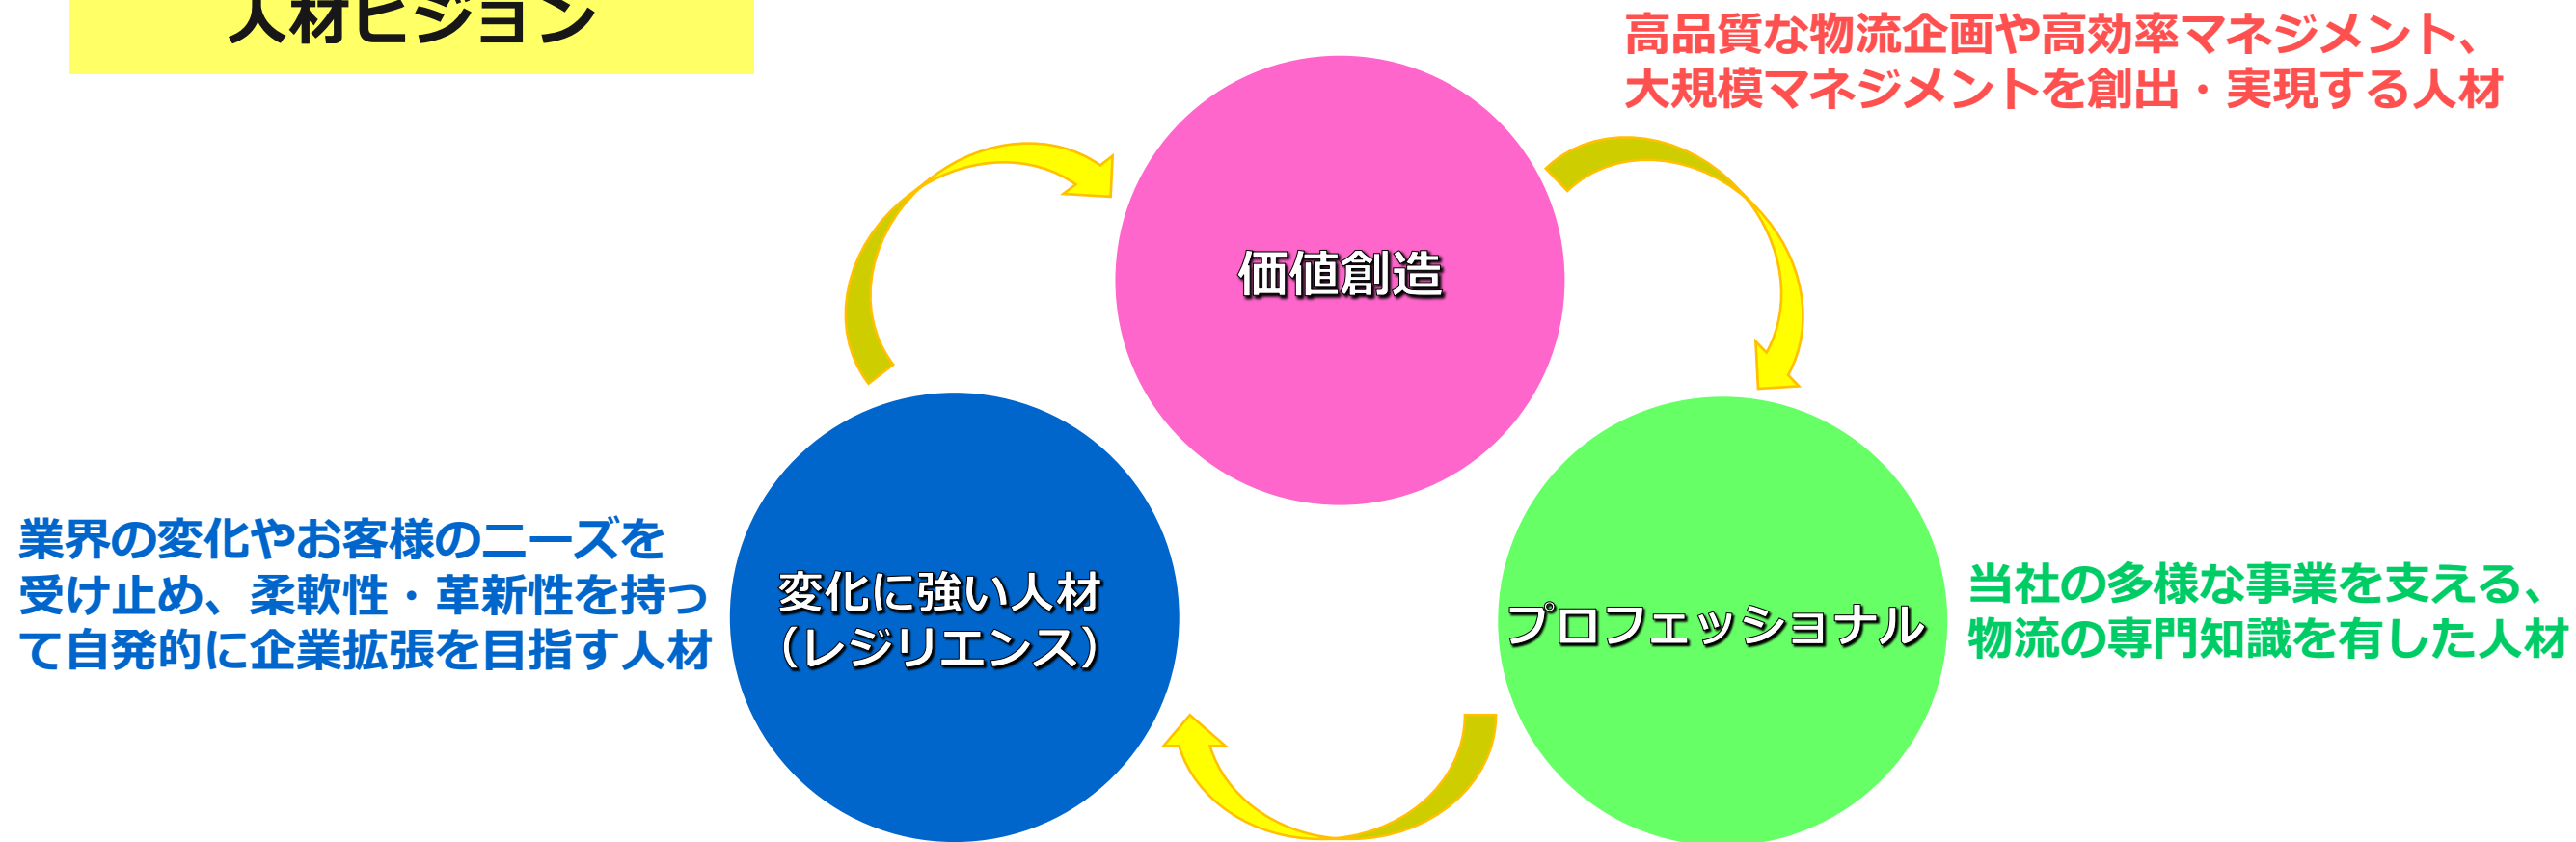 人材ビジョン
高品質な物流企画や高効率マネジメント、
大規模マネジメントを創出・実現する人材
価値創造
業界の変化やお客様のニーズを
受け止め、柔軟性・革新性を持っ
て自発的に企業拡張を目指す人材
変化に強い人材
（レジリエンス）
プロフェッショナル
当社の多様な事業を支える、
物流の専門知識を有した人材